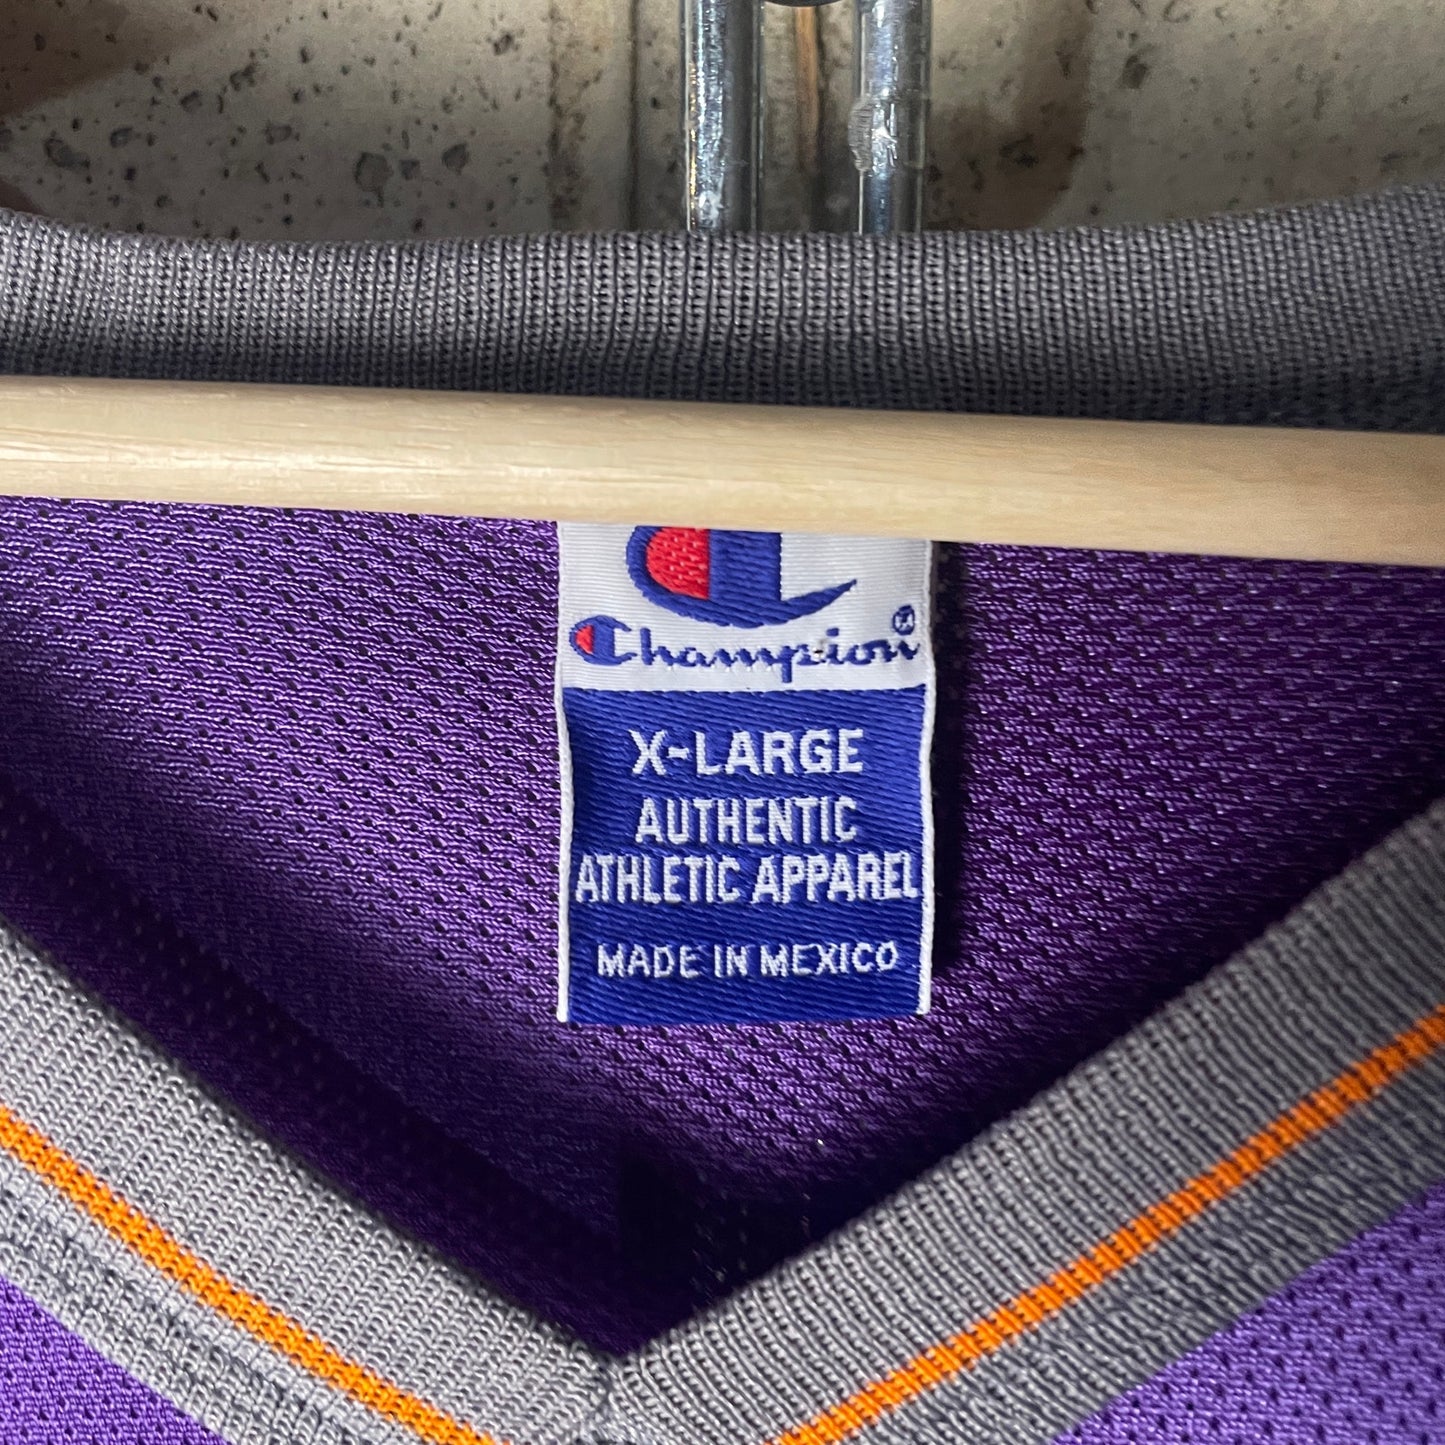 Champion®
X-LARGE
AUTHENTIC
ATHLETIC APPAREL
MADE IN MEXICO